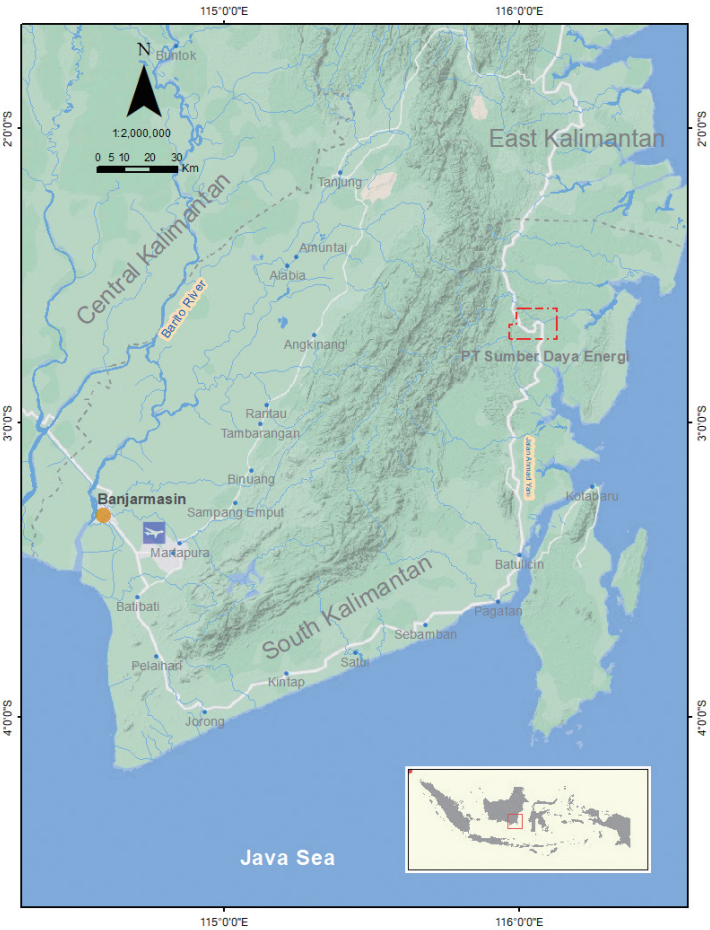 115°0'0"E 116°0'0"E
N
Buntok
1:2,000,000
0 5 10 20 30
Km
2°0'0"S 2°0'0"S
East Kalimantan
Tanjung
Central Kalimantan
Amuntai
Alabia
Barito River
Angkinang
PT Sumber Daya Energi
Rantau
Tambarangan
3°0'0"S 3°0'0"S
Binuang
Jalan Ahmad Yani
Banjarmasin
Sampang Emput
Kotabaru
Martapura
Batulicin
Batibati
South Kalimantan
Pagatan
Sebamban
Pelaihari
Satui
Kintap
Jorong
4°0'0"S 4°0'0"S
Java Sea
115°0'0"E 116°0'0"E